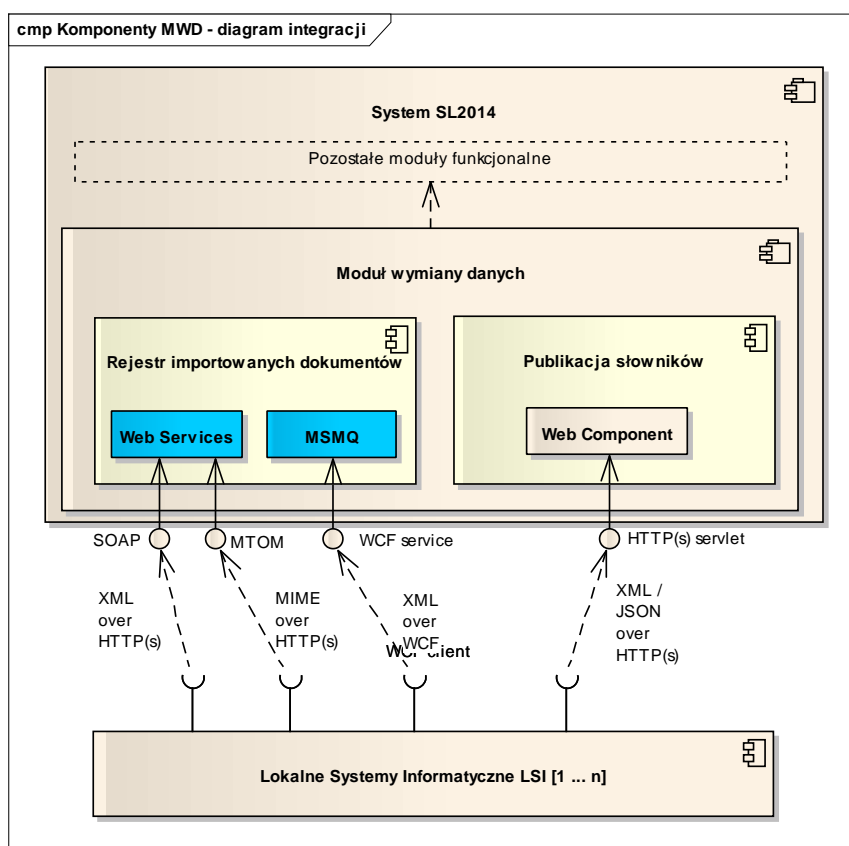 cmp Komponenty MWD - diagram integracji
System SL2014
Pozostałe moduły funkcjonalne
Moduł wymiany danych
Rejestr importowanych dokumentów
Publikacja słowników
Web Services
MSMQ
Web Component
SOAP
MTOM
WCF service
HTTP(s) servlet
XML
over
HTTP(s)
MIME
over
HTTP(s)
XML
over
WCF
WCF client
XML /
JSON
over
HTTP(s)
Lokalne Systemy Informatyczne LSI [1 ... n]